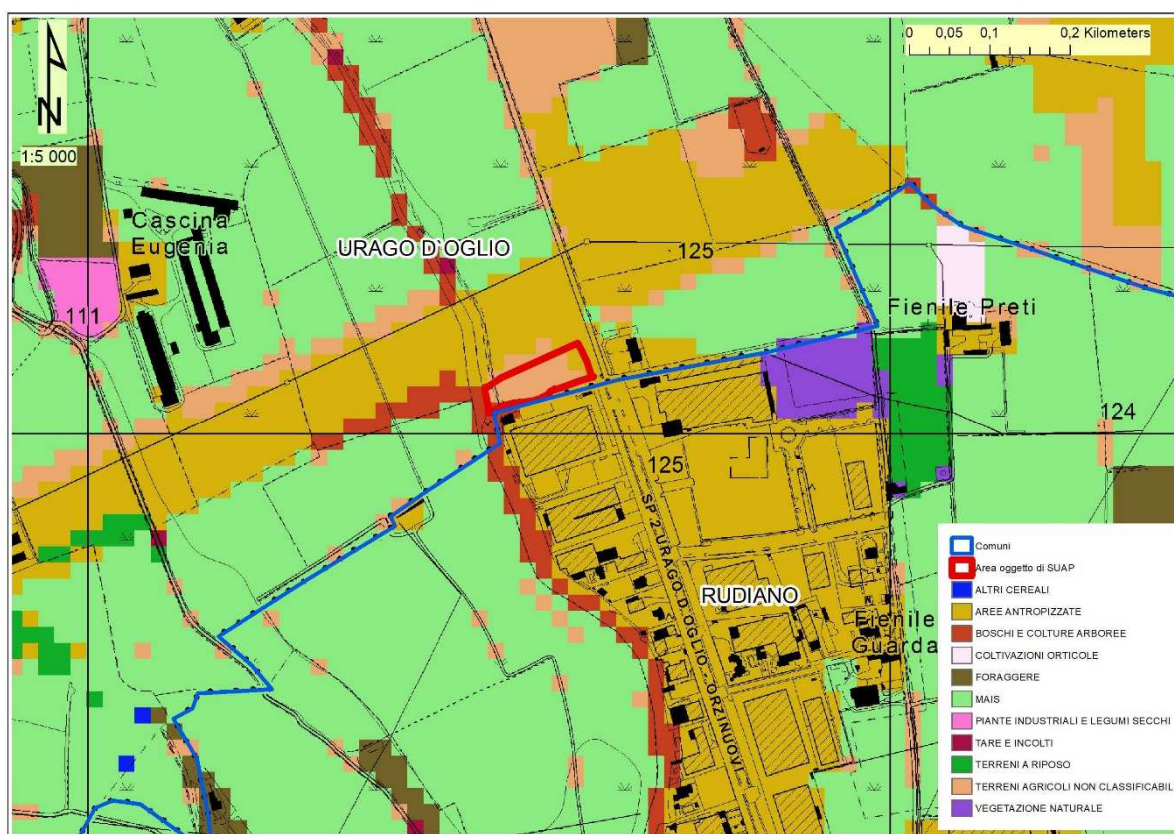 0 0,05 0,1 0,2 Kilometers
N
1:5 000
Cascina
Eugenia
URAGO D'OGLIO
125
111
Fienile Preti
124
125
SP 2 URAGO D'OGLIO - ORZINUOVI
RUDIANO
Fienile
Guarda
Comuni
Area oggetto di SUAP
ALTRI CEREALI
AREE ANTROPIZZATE
BOSCHI E COLTURE ARBOREE
COLTIVAZIONI ORTICOLE
FORAGGERE
MAIS
PIANTE INDUSTRIALI E LEGUMI SECCHI
TARE E INCOLTI
TERRENI A RIPOSO
TERRENI AGRICOLI NON CLASSIFICABIL
VEGETAZIONE NATURALE